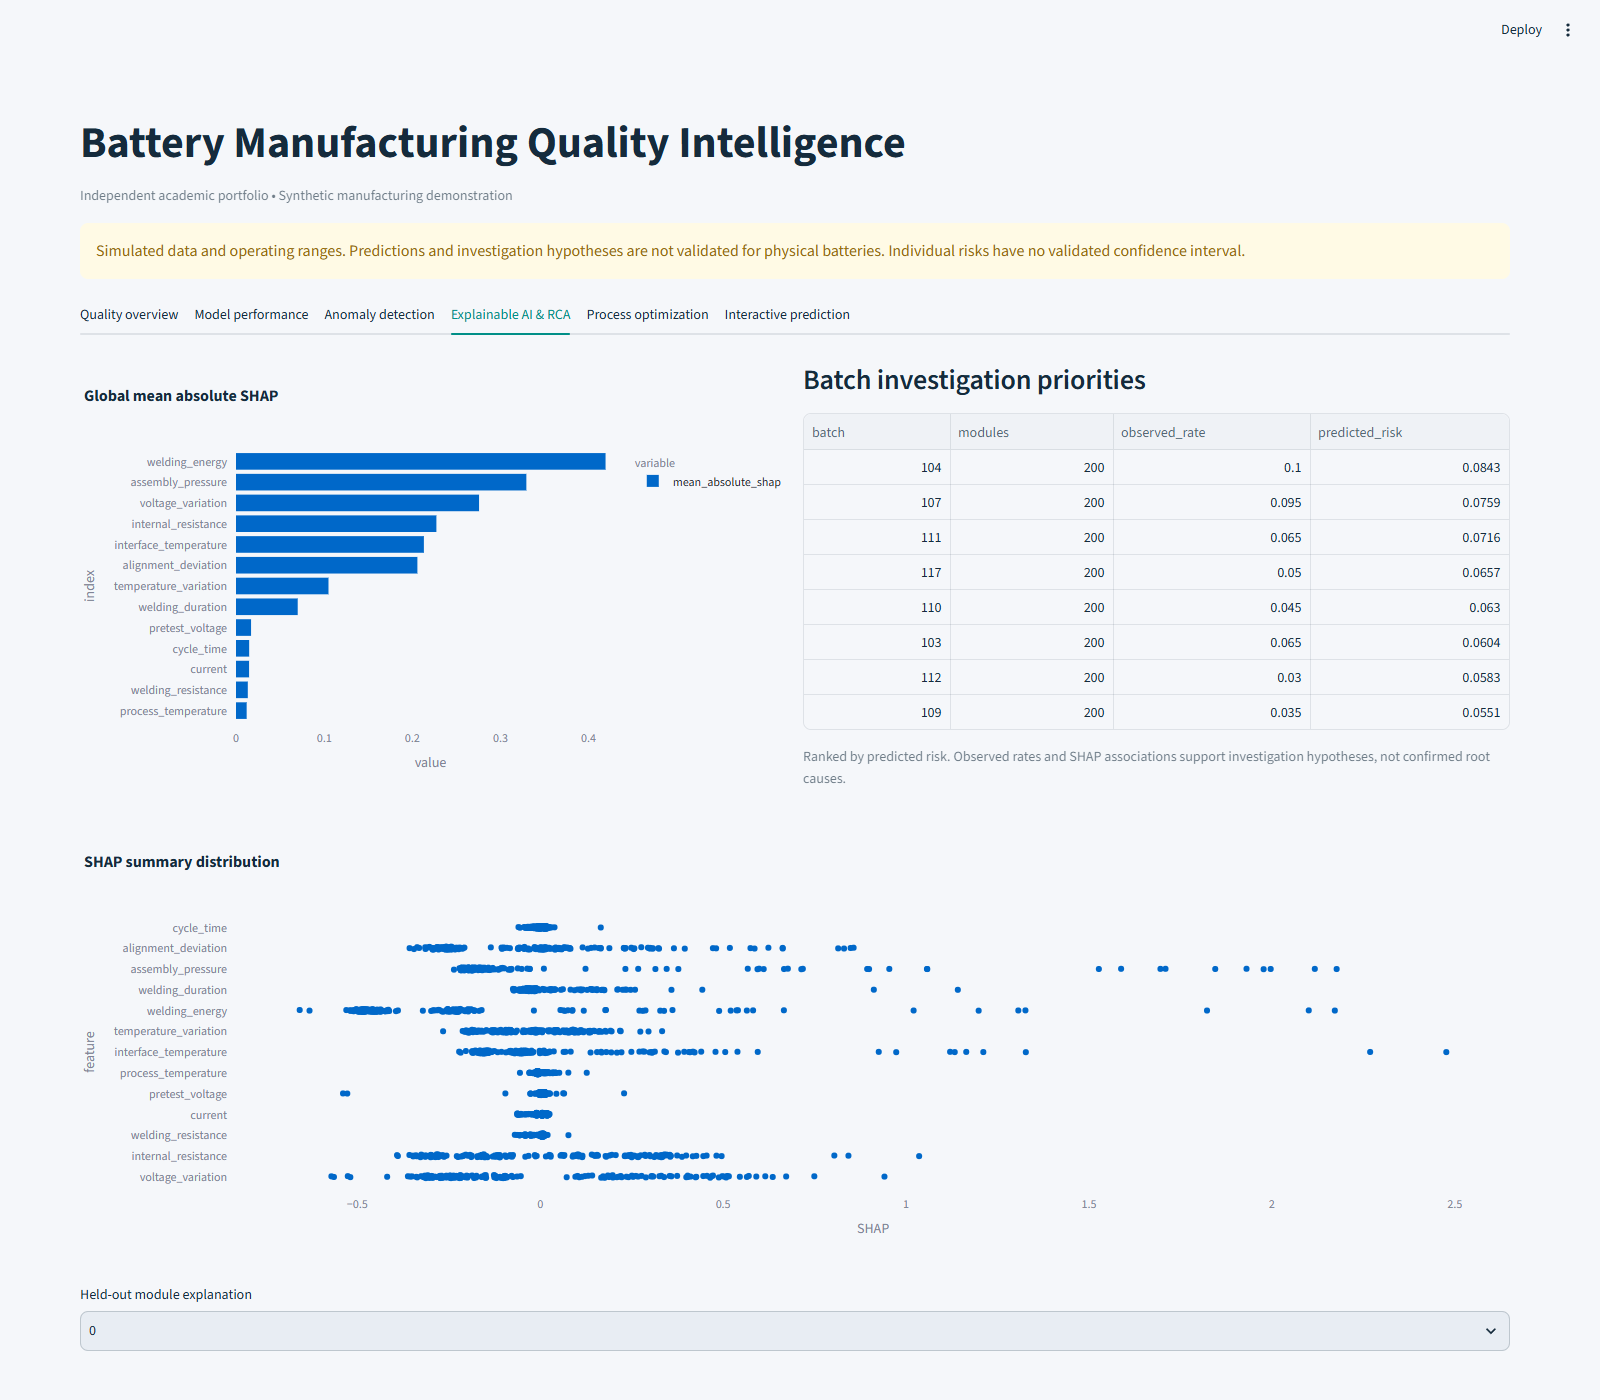 Deploy
Battery Manufacturing Quality Intelligence
Independent academic portfolio • Synthetic manufacturing demonstration
Simulated data and operating ranges. Predictions and investigation hypotheses are not validated for physical batteries. Individual risks have no validated confidence interval.
Quality overview Model performance Anomaly detection Explainable AI & RCA Process optimization Interactive prediction
Global mean absolute SHAP
welding_energy
assembly_pressure
voltage_variation
internal_resistance
interface_temperature
alignment_deviation
temperature_variation
welding_duration
pretest_voltage
cycle_time
current
welding_resistance
process_temperature
index
0 0.1 0.2 0.3 0.4
value
variable
mean_absolute_shap
Batch investigation priorities
batch modules observed_rate predicted_risk
104 200 0.1 0.0843
107 200 0.095 0.0759
111 200 0.065 0.0716
117 200 0.05 0.0657
110 200 0.045 0.063
103 200 0.065 0.0604
112 200 0.03 0.0583
109 200 0.035 0.0551
Ranked by predicted risk. Observed rates and SHAP associations support investigation hypotheses, not confirmed root
causes.
SHAP summary distribution
cycle_time
alignment_deviation
assembly_pressure
welding_duration
welding_energy
temperature_variation
interface_temperature
process_temperature
pretest_voltage
current
welding_resistance
internal_resistance
voltage_variation
feature
−0.5 0 0.5 1 1.5 2 2.5
SHAP
Held-out module explanation
0